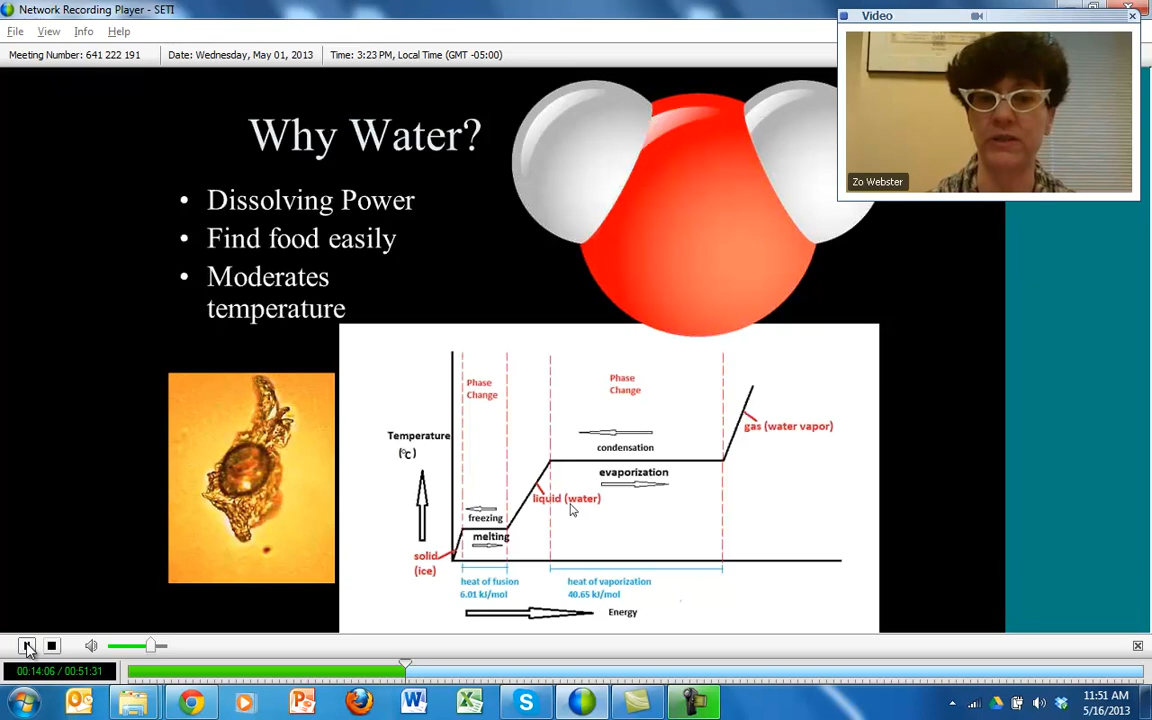 Network Recording Player - SETI
File View Info Help
Meeting Number: 641 222 191
Date: Wednesday, May 01, 2013
Time: 3:23 PM, Local Time (GMT -05:00)
Video
Zo Webster
Why Water?
• Dissolving Power
• Find food easily
• Moderates
temperature
Phase
Change
Phase
Change
Temperature
(°C)
gas (water vapor)
condensation
evaporization
liquid (water)
freezing
melting
solid
(ice)
heat of fusion
6.01 kJ/mol
heat of vaporization
40.65 kJ/mol
Energy
00:14:06 / 00:51:31
11:51 AM
5/16/2013